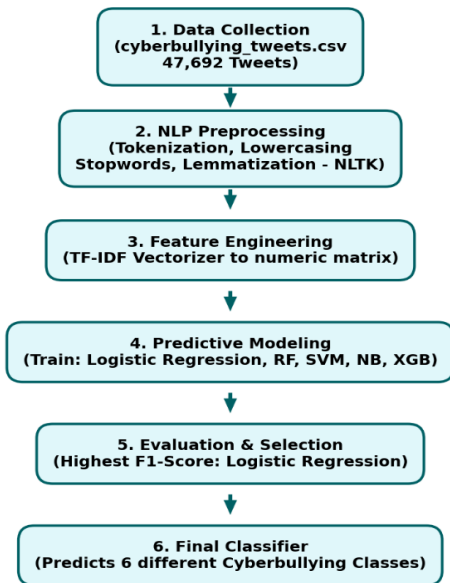 1. Data Collection
(cyberbullying_tweets.csv
47,692 Tweets)
2. NLP Preprocessing
(Tokenization, Lowercasing
Stopwords, Lemmatization - NLTK)
3. Feature Engineering
(TF-IDF Vectorizer to numeric matrix)
4. Predictive Modeling
(Train: Logistic Regression, RF, SVM, NB, XGB)
5. Evaluation & Selection
(Highest F1-Score: Logistic Regression)
6. Final Classifier
(Predicts 6 different Cyberbullying Classes)